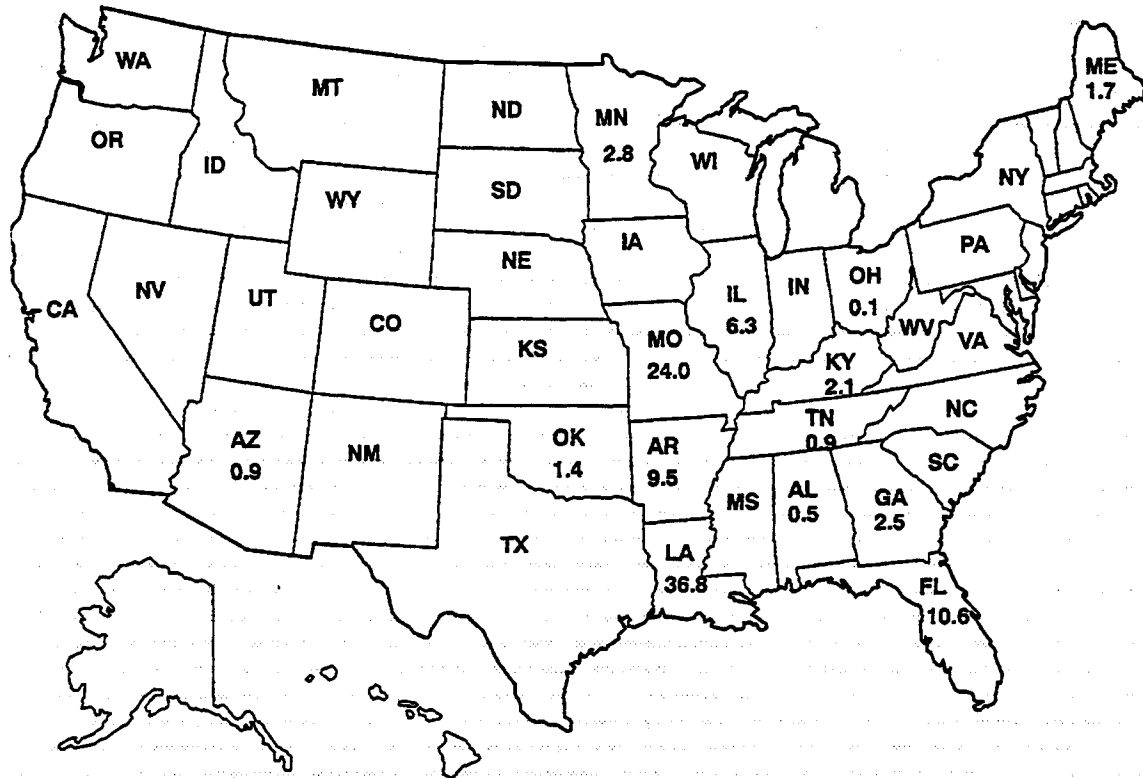 WA
MT
ND
MN
2.8
ME
1.7
OR
ID
WY
SD
WI
NY
IA
NE
PA
CA
NV
UT
CO
KS
MO
24.0
IL
6.3
IN
OH
0.1
WV
VA
KY
2.1
AZ
0.9
NM
OK
1.4
AR
9.5
TN
0.9
NC
SC
TX
LA
36.8
MS
AL
0.5
GA
2.5
FL
10.6